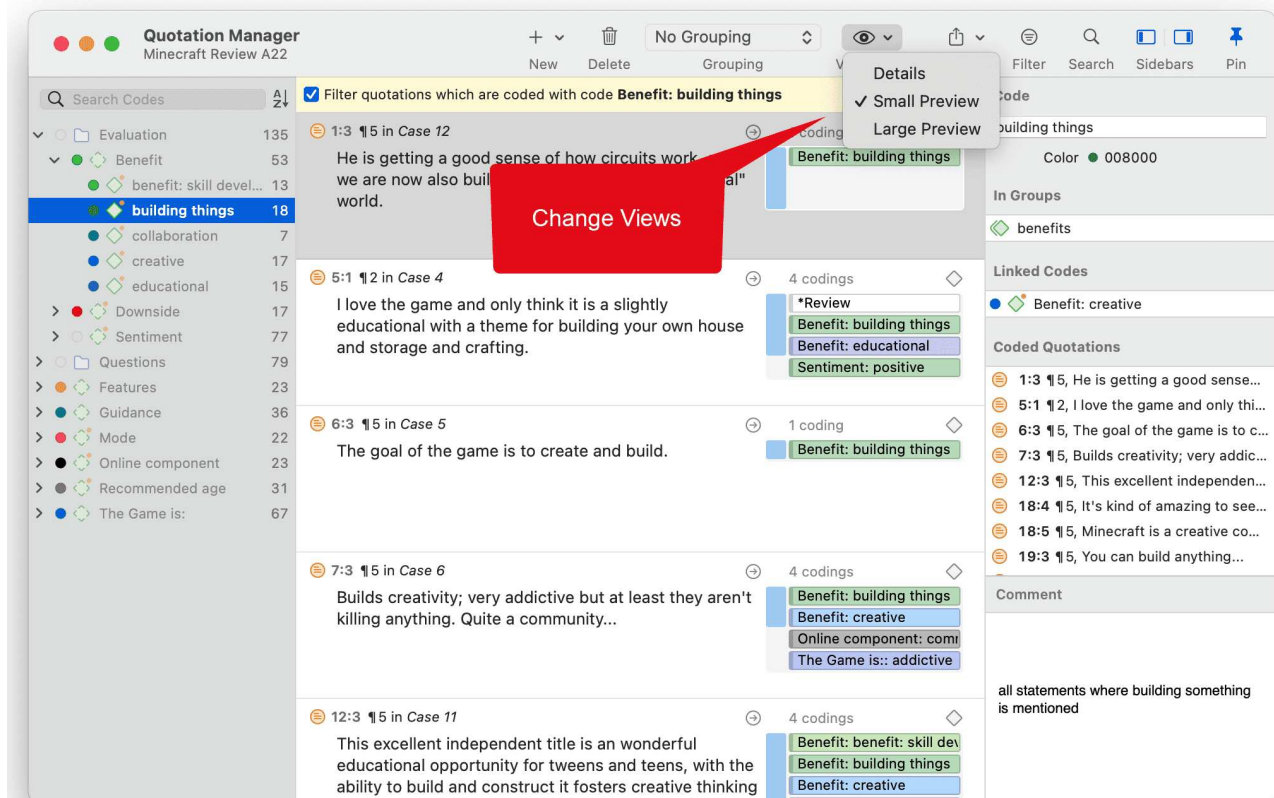 Quotation Manager
Minecraft Review A22
New
Delete
No Grouping
Grouping
Filter
Search
Sidebars
Pin
Details
✓ Small Preview
Large Preview
Search Codes
Evaluation 135
Benefit 53
benefit: skill devel... 13
building things 18
collaboration 7
creative 17
educational 15
Downside 17
Sentiment 77
Questions 79
Features 23
Guidance 36
Mode 22
Online component 23
Recommended age 31
The Game is: 67
Filter quotations which are coded with code Benefit: building things
1:3 ¶ 5 in Case 12
He is getting a good sense of how circuits work
we are now also buil al"
world.
Benefit: building things
Change Views
5:1 ¶ 2 in Case 4
4 codings
I love the game and only think it is a slightly
educational with a theme for building your own house
and storage and crafting.
*Review
Benefit: building things
Benefit: educational
Sentiment: positive
6:3 ¶ 5 in Case 5
1 coding
The goal of the game is to create and build.
Benefit: building things
7:3 ¶ 5 in Case 6
4 codings
Builds creativity; very addictive but at least they aren't
killing anything. Quite a community...
Benefit: building things
Benefit: creative
Online component: com
The Game is:: addictive
12:3 ¶ 5 in Case 11
4 codings
This excellent independent title is an wonderful
educational opportunity for tweens and teens, with the
ability to build and construct it fosters creative thinking
Benefit: benefit: skill dev
Benefit: building things
Benefit: creative
Code
building things
Color 008000
In Groups
benefits
Linked Codes
Benefit: creative
Coded Quotations
1:3 ¶ 5, He is getting a good sense...
5:1 ¶ 2, I love the game and only thi...
6:3 ¶ 5, The goal of the game is to c...
7:3 ¶ 5, Builds creativity; very addic...
12:3 ¶ 5, This excellent independen...
18:4 ¶ 5, It's kind of amazing to see...
18:5 ¶ 5, Minecraft is a creative co...
19:3 ¶ 5, You can build anything...
Comment
all statements where building something
is mentioned